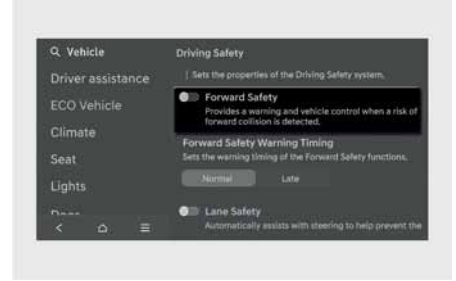 Vehicle
Driver assistance
ECO Vehicle
Climate
Seat
Lights
Driving Safety
Sets the properties of the Driving Safety system.
Forward Safety
Provides a warning and vehicle control when a risk of
forward collision is detected.
Forward Safety Warning Timing
Sets the warning timing of the Forward Safety functions.
Normal Late
Lane Safety
Automatically assists with steering to help prevent the